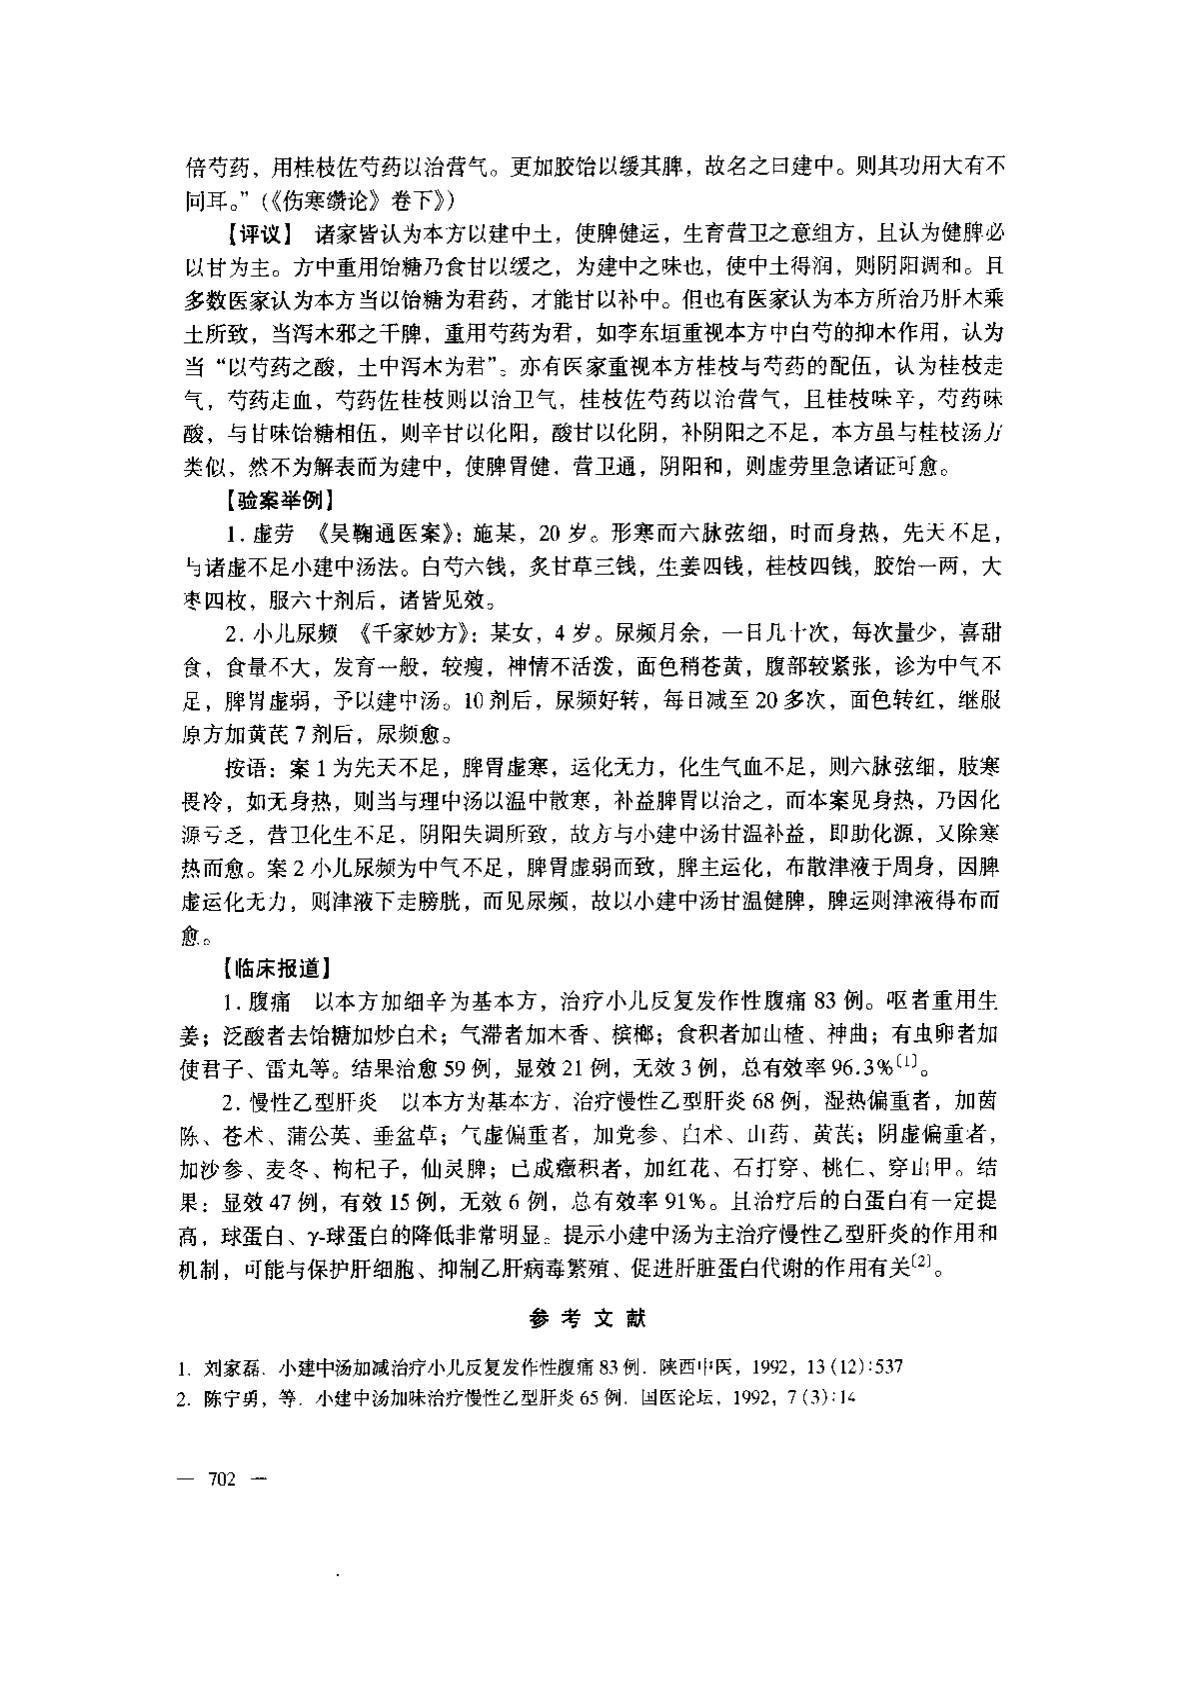 倍芍药，用桂枝佐芍药以治营气。更加胶饴以缓其脾，故名之曰建中。则其功用大有不
同耳。”(《伤寒缵论》卷下》)
【评议】 诸家皆认为本方以建中土，使脾健运，生育营卫之意组方，且认为健脾必
以甘为主。方中重用饴糖乃食甘以缓之，为建中之味也，使中土得润，则阴阳调和。且
多数医家认为本方当以饴糖为君药，才能甘以补中。但也有医家认为本方所治乃肝木乘
土所致，当泻木邪之干脾，重用芍药为君，如李东垣重视本方中白芍的抑木作用，认为
当“以芍药之酸，土中泻木为君”。亦有医家重视本方桂枝与芍药的配伍，认为桂枝走
气，芍药走血，芍药佐桂枝则以治卫气，桂枝佐芍药以治营气，且桂枝味辛，芍药味
酸，与甘味饴糖相伍，则辛甘以化阳，酸甘以化阴，补阴阳之不足，本方虽与桂枝汤方
类似，然不为解表而为建中，使脾胃健，营卫通，阴阳和，则虚劳里急诸证可愈。
【验案举例】
1. 虚劳 《吴鞠通医案》：施某，20 岁。形寒而六脉弦细，时而身热，先天不足，
与诸虚不足小建中汤法。白芍六钱，炙甘草三钱，生姜四钱，桂枝四钱，胶饴一两，大
枣四枚，服六十剂后，诸皆见效。
2. 小儿尿频 《千家妙方》：某女，4 岁。尿频月余，一日几十次，每次量少，喜甜
食，食量不大，发育一般，较瘦，神情不活泼，面色稍苍黄，腹部较紧张，诊为中气不
足，脾胃虚弱，予以建中汤。10 剂后，尿频好转，每日减至 20 多次，面色转红，继服
原方加黄芪 7 剂后，尿频愈。
按语：案 1 为先天不足，脾胃虚寒，运化无力，化生气血不足，则六脉弦细，肢寒
畏冷，如无身热，则当与理中汤以温中散寒，补益脾胃以治之，而本案见身热，乃因化
源亏乏，营卫化生不足，阴阳失调所致，故方与小建中汤甘温补益，即助化源，又除寒
热而愈。案 2 小儿尿频为中气不足，脾胃虚弱而致，脾主运化，布散津液于周身，因脾
虚运化无力，则津液下走膀胱，而见尿频，故以小建中汤甘温健脾，脾运则津液得布而
愈。
【临床报道】
1. 腹痛 以本方加细辛为基本方，治疗小儿反复发作性腹痛 83 例。呕者重用生
姜；泛酸者去饴糖加炒白术；气滞者加木香、槟榔；食积者加山楂、神曲；有虫卵者加
使君子、雷丸等。结果治愈 59 例，显效 21 例，无效 3 例，总有效率 96.3%〔1〕。
2. 慢性乙型肝炎 以本方为基本方，治疗慢性乙型肝炎 68 例，湿热偏重者，加茵
陈、苍术、蒲公英、垂盆草；气虚偏重者，加党参、白术、山药、黄芪；阴虚偏重者，
加沙参、麦冬、枸杞子，仙灵脾；已成癥积者，加红花、石打穿、桃仁、穿山甲。结
果：显效 47 例，有效 15 例，无效 6 例，总有效率 91%。且治疗后的白蛋白有一定提
高，球蛋白、γ-球蛋白的降低非常明显。提示小建中汤为主治疗慢性乙型肝炎的作用和
机制，可能与保护肝细胞、抑制乙肝病毒繁殖、促进肝脏蛋白代谢的作用有关〔2〕。
参 考 文 献
1. 刘家磊. 小建中汤加减治疗小儿反复发作性腹痛 83 例. 陕西中医，1992，13 (12):537
2. 陈宁勇，等. 小建中汤加味治疗慢性乙型肝炎 65 例. 国医论坛，1992，7 (3):14
— 702 —